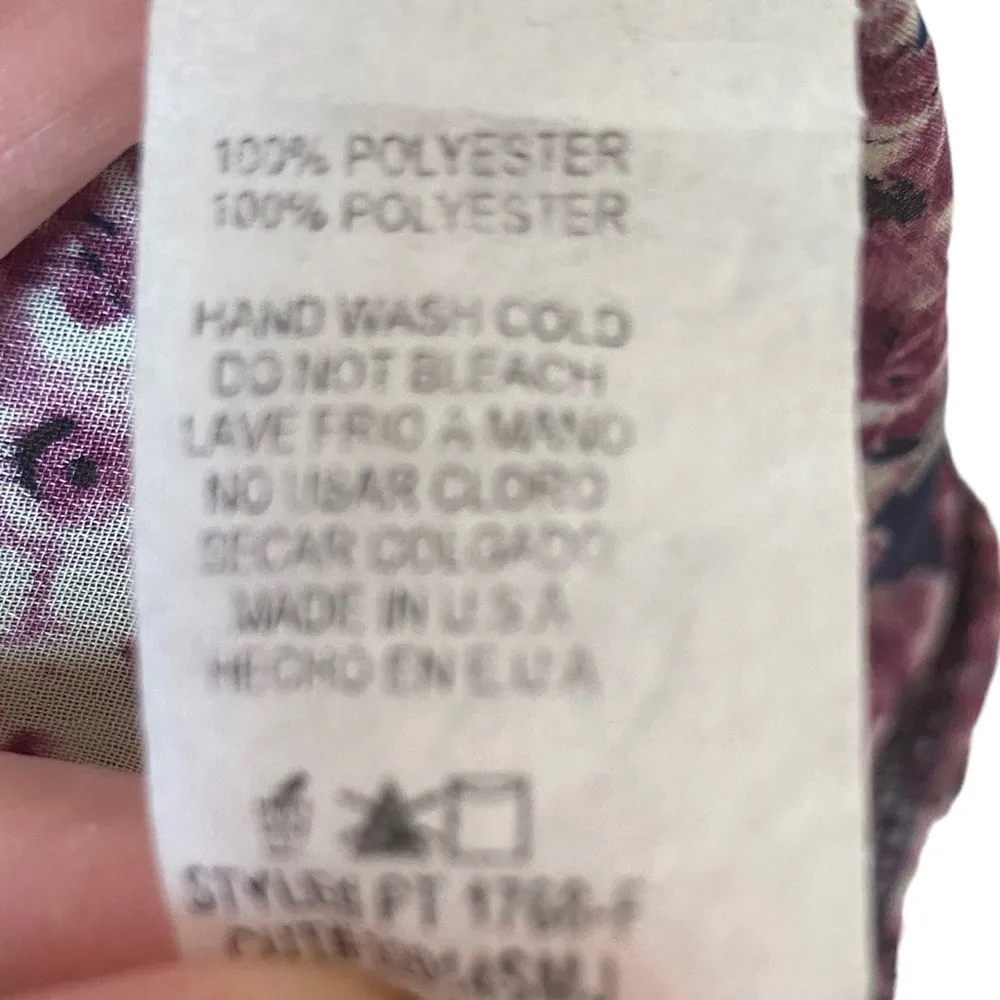 100% POLYESTER
100% POLYESTER
HAND WASH COLD
DO NOT BLEACH
LAVE FRIO A MANO
NO USAR CLORO
SECAR COLGADO
MADE IN U.S.A
HECHO EN E.U.A
PT